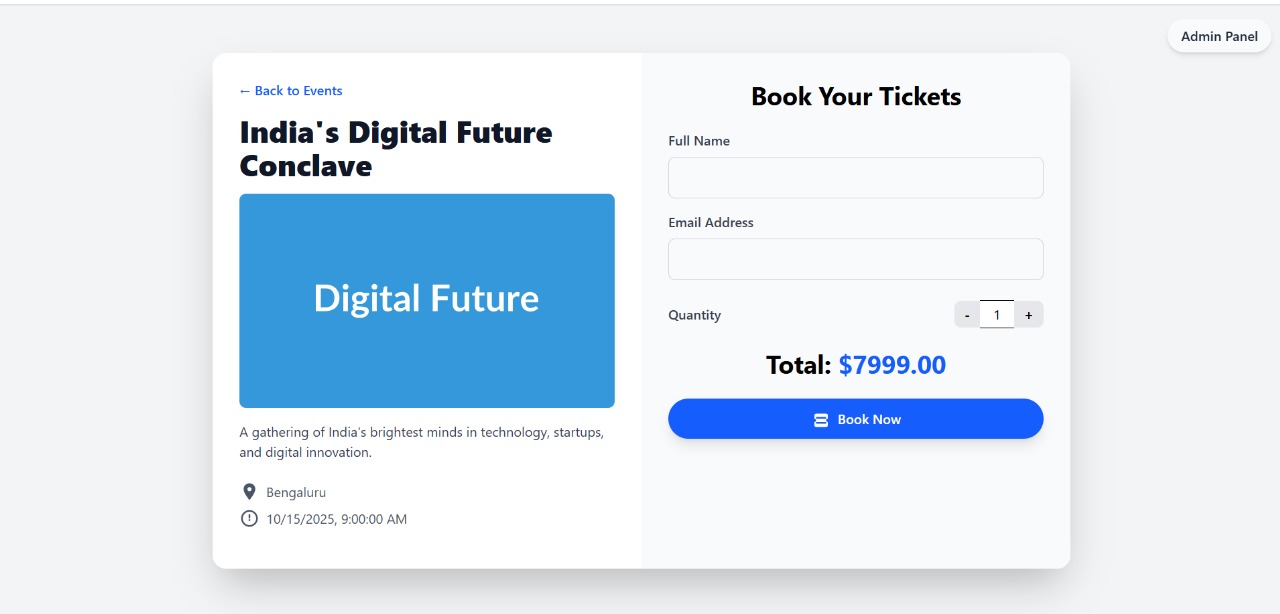 Admin Panel
← Back to Events
India's Digital Future
Conclave
Digital Future
A gathering of India's brightest minds in technology, startups,
and digital innovation.
Bengaluru
10/15/2025, 9:00:00 AM
Book Your Tickets
Full Name
Email Address
Quantity
- 1 +
Total: $7999.00
Book Now